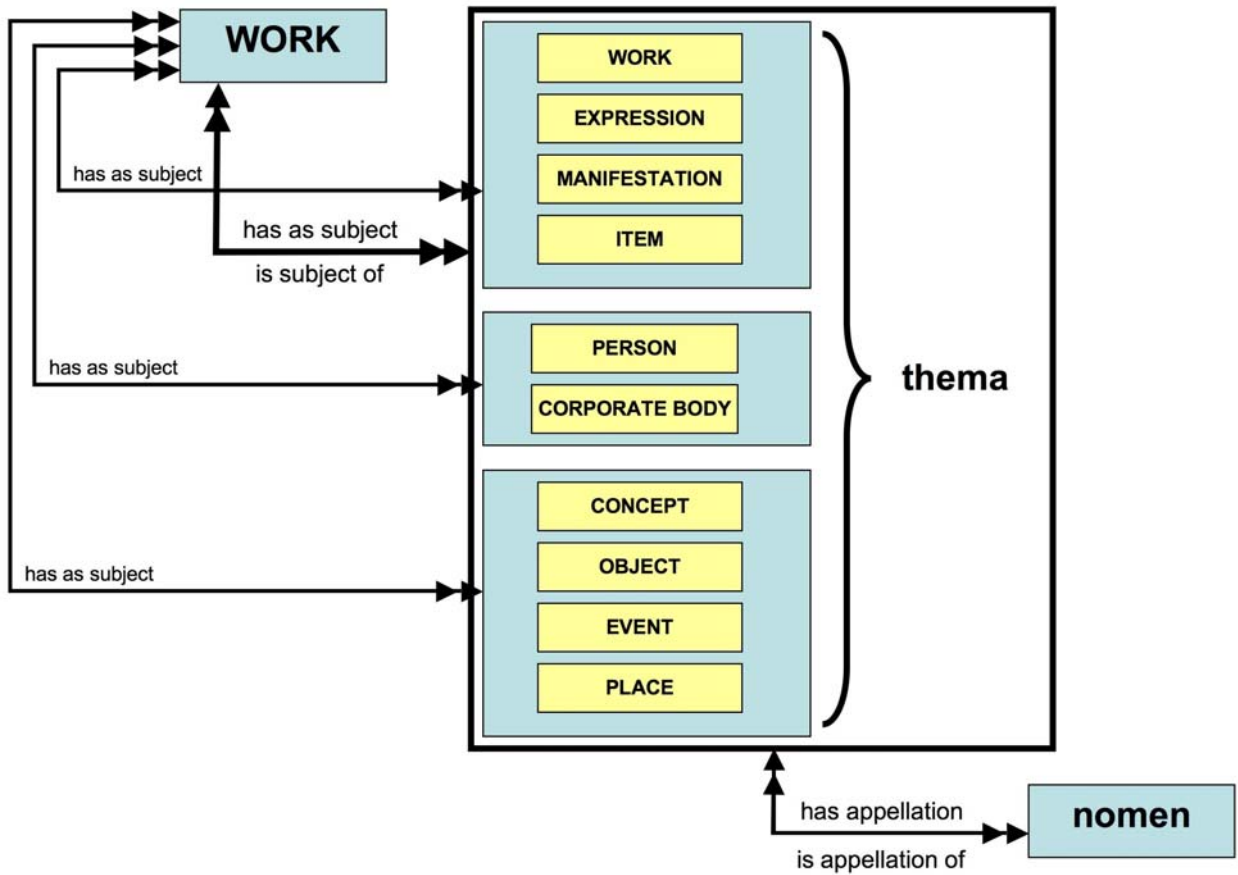 WORK
WORK
EXPRESSION
MANIFESTATION
has as subject
ITEM
has as subject
is subject of
PERSON
has as subject
CORPORATE BODY
thema
CONCEPT
OBJECT
has as subject
EVENT
PLACE
has appellation
is appellation of
nomen